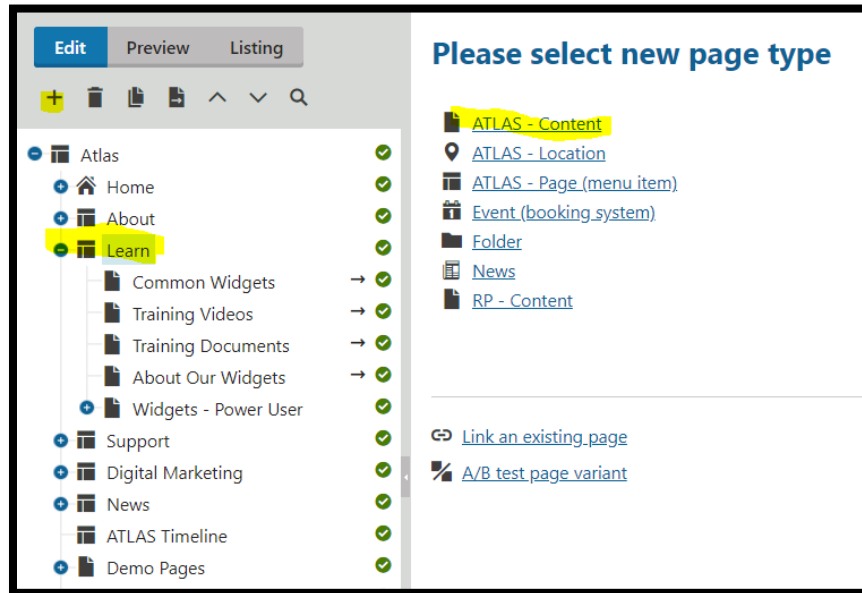 Edit Preview Listing
Atlas
Home
About
Learn
Common Widgets
Training Videos
Training Documents
About Our Widgets
Widgets - Power User
Support
Digital Marketing
News
ATLAS Timeline
Demo Pages
Please select new page type
ATLAS - Content
ATLAS - Location
ATLAS - Page (menu item)
Event (booking system)
Folder
News
RP - Content
Link an existing page
A/B test page variant